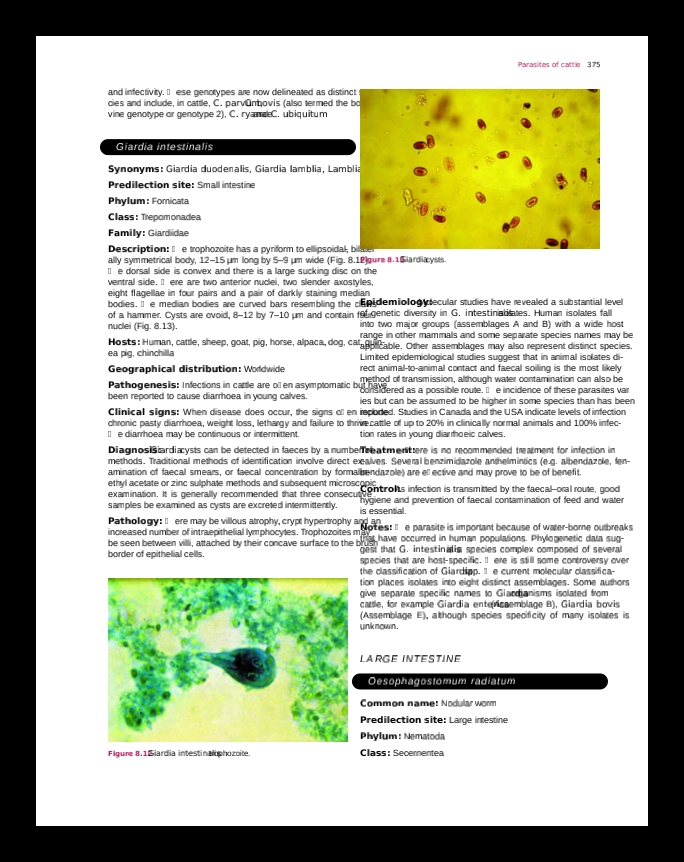 Parasites of cattle 375
and infectivity. ese genotypes are now delineated as distinct
cies and include, in cattle, C. parvum, C. bovis (also termed the bo
vine genotype or genotype 2), C. ryanae and C. ubiquitum
Giardia intestinalis
Synonyms: Giardia duodenalis, Giardia lamblia, Lamblia
Predilection site: Small intestine
Phylum: Fornicata
Class: Trepomonadea
Family: Giardiidae
Description: e trophozoite has a pyriform to ellipsoidal, bilater
ally symmetrical body, 12–15 µm long by 5–9 µm wide (Fig. 8.12).
e dorsal side is convex and there is a large sucking disc on the
ventral side. ere are two anterior nuclei, two slender axostyles,
eight flagellae in four pairs and a pair of darkly staining median
bodies. e median bodies are curved bars resembling the claws
of a hammer. Cysts are ovoid, 8–12 by 7–10 µm and contain four
nuclei (Fig. 8.13).
Hosts: Human, cattle, sheep, goat, pig, horse, alpaca, dog, cat, guin-
ea pig, chinchilla
Geographical distribution: Worldwide
Pathogenesis: Infections in cattle are o en asymptomatic but have
been reported to cause diarrhoea in young calves.
Clinical signs: When disease does occur, the signs o en include
chronic pasty diarrhoea, weight loss, lethargy and failure to thrive.
e diarrhoea may be continuous or intermittent.
Diagnosis: Giardia cysts can be detected in faeces by a number of
methods. Traditional methods of identification involve direct ex-
amination of faecal smears, or faecal concentration by formalin-
ethyl acetate or zinc sulphate methods and subsequent microscopic
examination. It is generally recommended that three consecutive
samples be examined as cysts are excreted intermittently.
Pathology: ere may be villous atrophy, crypt hypertrophy and an
increased number of intraepithelial lymphocytes. Trophozoites may
be seen between villi, attached by their concave surface to the brush
border of epithelial cells.
Figure 8.12 Giardia intestinalis trophozoite.
Figure 8.13 Giardia cysts.
Epidemiology: Molecular studies have revealed a substantial level
of genetic diversity in G. intestinalis isolates. Human isolates fall
into two major groups (assemblages A and B) with a wide host
range in other mammals and some separate species names may be
applicable. Other assemblages may also represent distinct species.
Limited epidemiological studies suggest that in animal isolates di-
rect animal-to-animal contact and faecal soiling is the most likely
method of transmission, although water contamination can also be
considered as a possible route. e incidence of these parasites var
ies but can be assumed to be higher in some species than has been
reported. Studies in Canada and the USA indicate levels of infection
in cattle of up to 20% in clinically normal animals and 100% infec-
tion rates in young diarrhoeic calves.
Treatment: ere is no recommended treatment for infection in
calves. Several benzimidazole anthelmintics (e.g. albendazole, fen-
bendazole) are e ective and may prove to be of benefit.
Control: As infection is transmitted by the faecal–oral route, good
hygiene and prevention of faecal contamination of feed and water
is essential.
Notes: e parasite is important because of water-borne outbreaks
that have occurred in human populations. Phylogenetic data sug-
gest that G. intestinalis is a species complex composed of several
species that are host-specific. ere is still some controversy over
the classification of Giardia spp. e current molecular classifica-
tion places isolates into eight distinct assemblages. Some authors
give separate specific names to Giardia organisms isolated from
cattle, for example Giardia enterica (Assemblage B), Giardia bovis
(Assemblage E), although species specificity of many isolates is
unknown.
LARGE INTESTINE
Oesophagostomum radiatum
Common name: Nodular worm
Predilection site: Large intestine
Phylum: Nematoda
Class: Secernentea